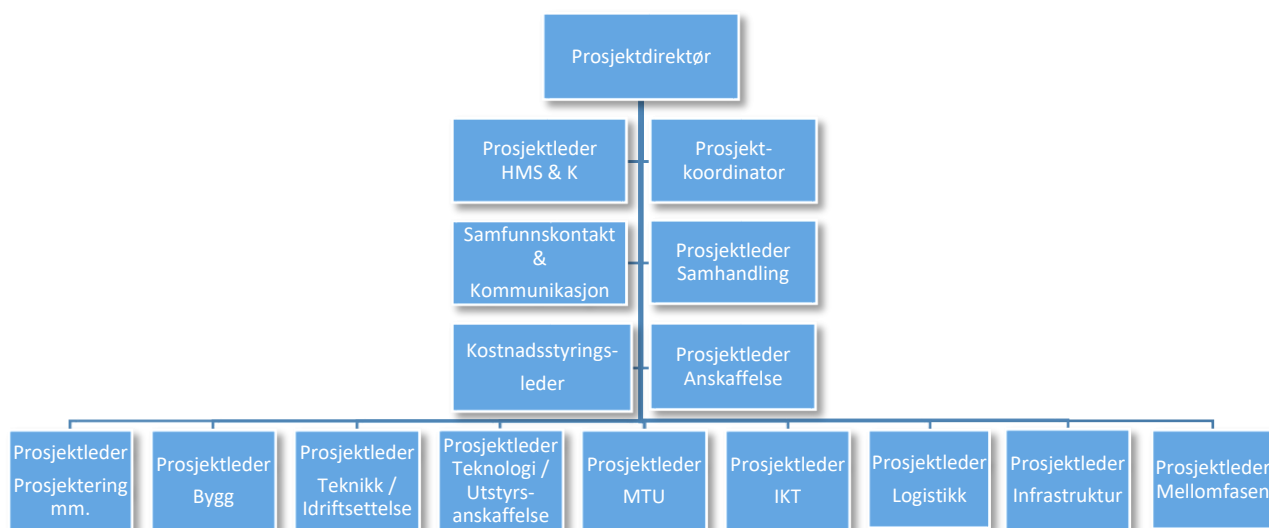 Prosjektdirektør
Prosjektleder
HMS & K
Prosjekt-
koordinator
Samfunnskontakt
&
Kommunikasjon
Prosjektleder
Samhandling
Kostnadsstyrings-
leder
Prosjektleder
Anskaffelse
Prosjektleder
Prosjektering
mm.
Prosjektleder
Bygg
Prosjektleder
Teknikk /
Idriftsettelse
Prosjektleder
Teknologi /
Utstyrs-
anskaffelse
Prosjektleder
MTU
Prosjektleder
IKT
Prosjektleder
Logistikk
Prosjektleder
Infrastruktur
Prosjektleder
Mellomfasen